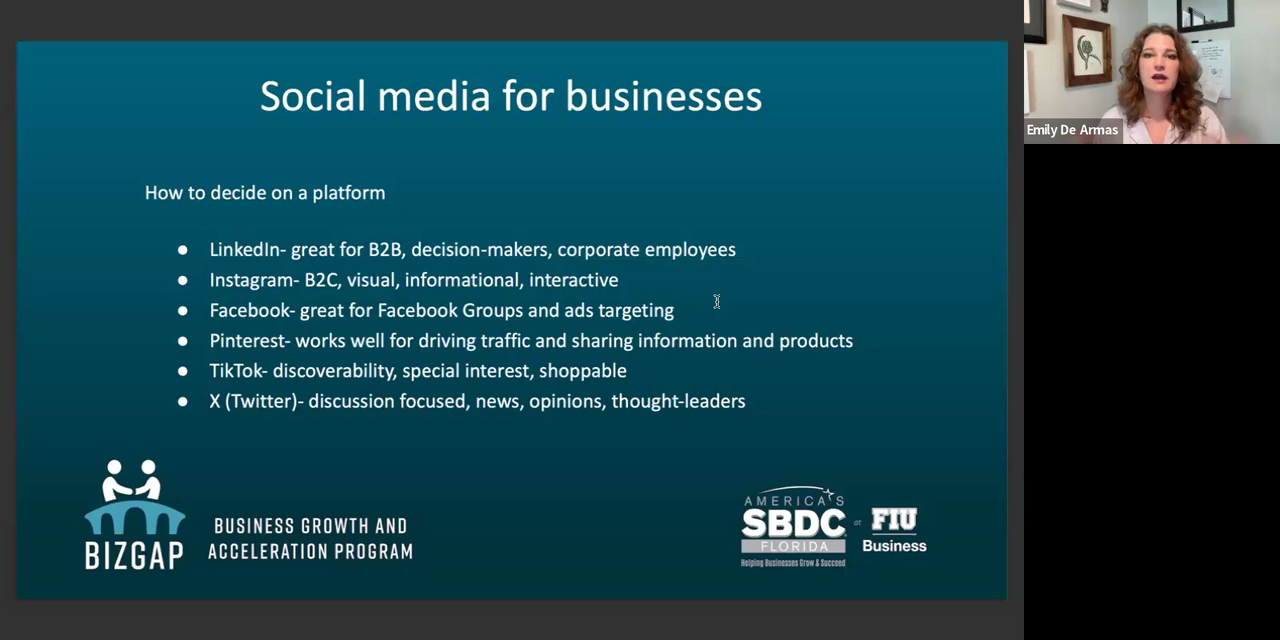 Social media for businesses
How to decide on a platform
● LinkedIn- great for B2B, decision-makers, corporate employees
● Instagram- B2C, visual, informational, interactive
● Facebook- great for Facebook Groups and ads targeting
● Pinterest- works well for driving traffic and sharing information and products
● TikTok- discoverability, special interest, shoppable
● X (Twitter)- discussion focused, news, opinions, thought-leaders
BIZGAP
BUSINESS GROWTH AND
ACCELERATION PROGRAM
AMERICA'S
SBDC
FLORIDA
Helping Businesses Grow & Succeed
at
FIU
Business
Emily De Armas